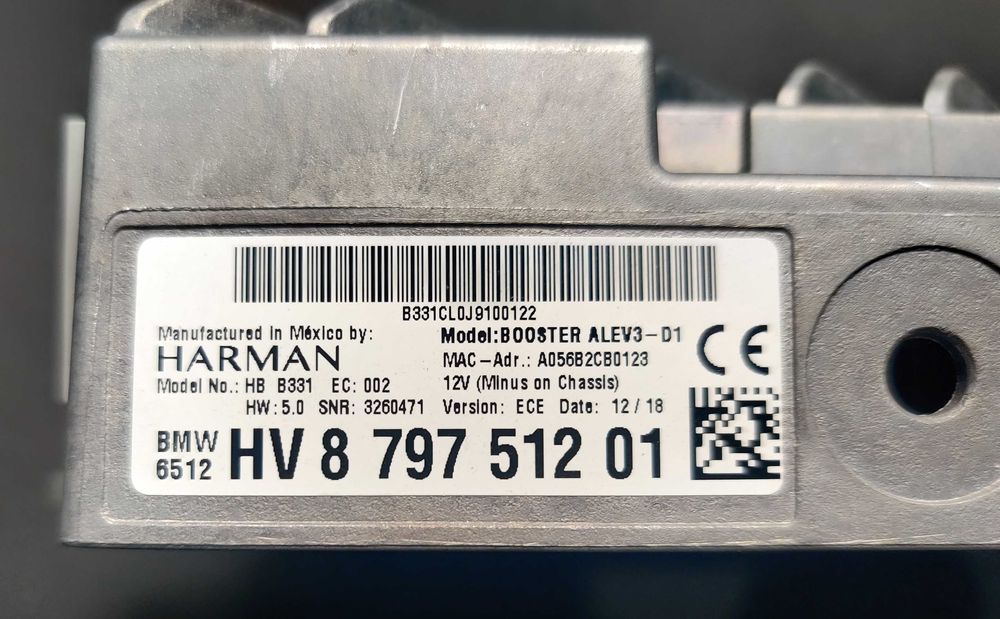 B331CL0J9100122
Manufactured in México by:
HARMAN
Model No.: HB B331 EC: 002
HW: 5.0 SNR: 3260471
Model:BOOSTER ALEV3-D1
MAC-Adr.: A056B2CB0123
12V (Minus on Chassis)
Version: ECE Date: 12/18
CE
BMW
6512
HV 8 797 512 01